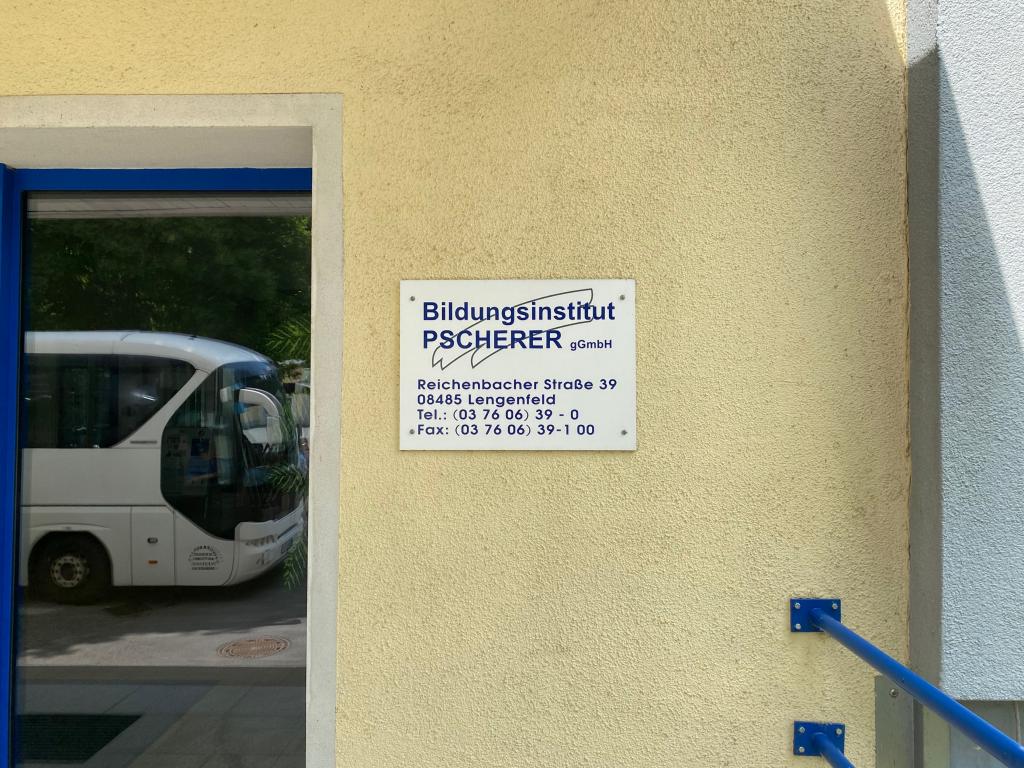 Bildungsinstitut
PSCHERER gGmbH
Reichenbacher Straße 39
08485 Lengenfeld
Tel.: (03 76 06) 39 - 0
Fax: (03 76 06) 39-1 00